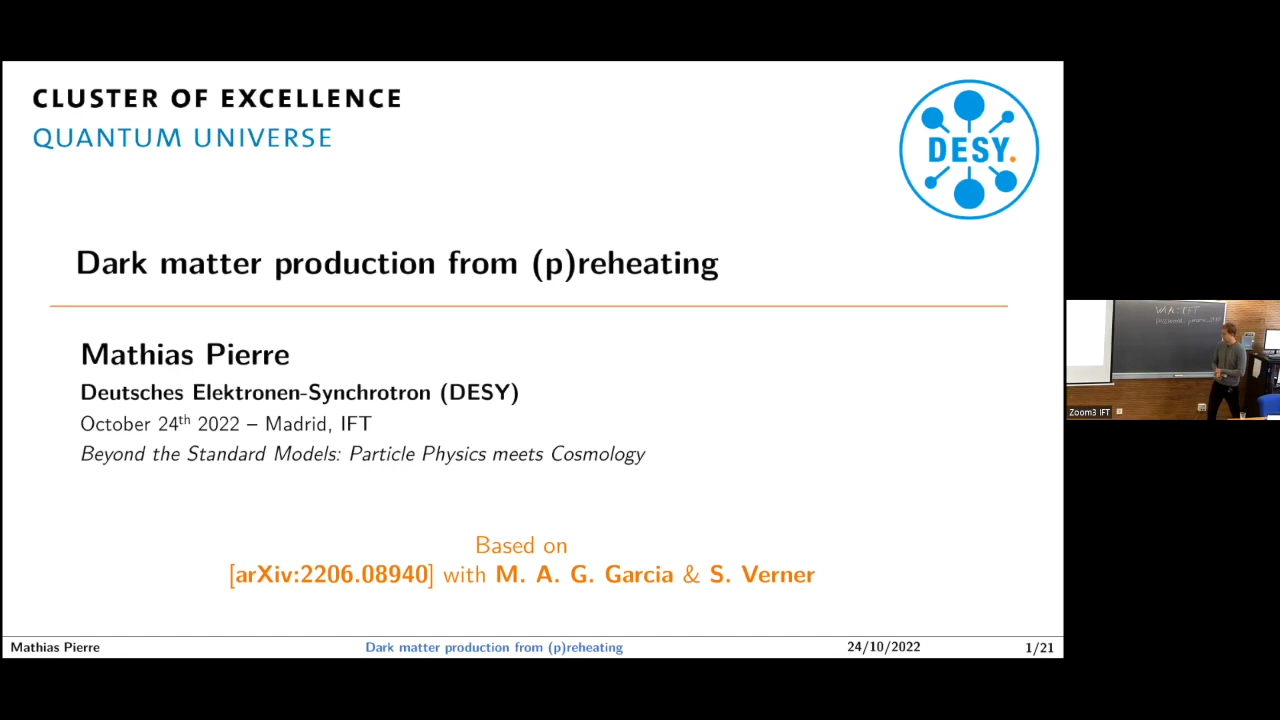 CLUSTER OF EXCELLENCE
QUANTUM UNIVERSE
DESY.
Dark matter production from (p)reheating
Mathias Pierre
Deutsches Elektronen-Synchrotron (DESY)
October 24th 2022 – Madrid, IFT
Beyond the Standard Models: Particle Physics meets Cosmology
Based on
[arXiv:2206.08940] with M. A. G. Garcia & S. Verner
Mathias Pierre
Dark matter production from (p)reheating
24/10/2022
1/21
Zoom3 IFT